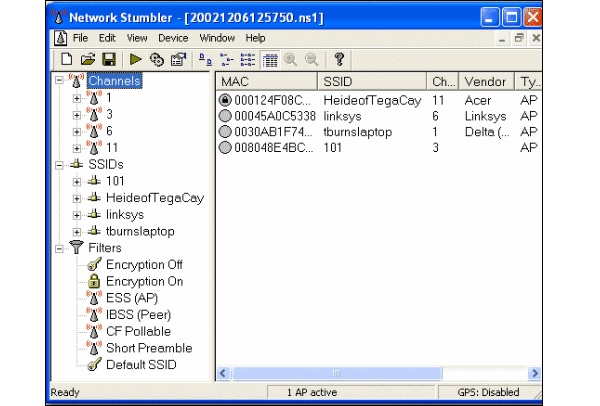 Network Stumbler - [20021206125750.ns1]
File Edit View Device Window Help
Channels
1
3
6
11
SSIDs
101
HeideofTegaCay
linksys
tburnslaptop
Filters
Encryption Off
Encryption On
ESS (AP)
IBSS (Peer)
CF Pollable
Short Preamble
Default SSID
MAC SSID Ch... Vendor Ty...
000124F08C... HeideofTegaCay 11 Acer AP
00045A0C5338 linksys 6 Linksys AP
0030AB1F74... tburnslaptop 1 Delta (... AP
008048E4BC... 101 3 AP
Ready 1 AP active GPS: Disabled